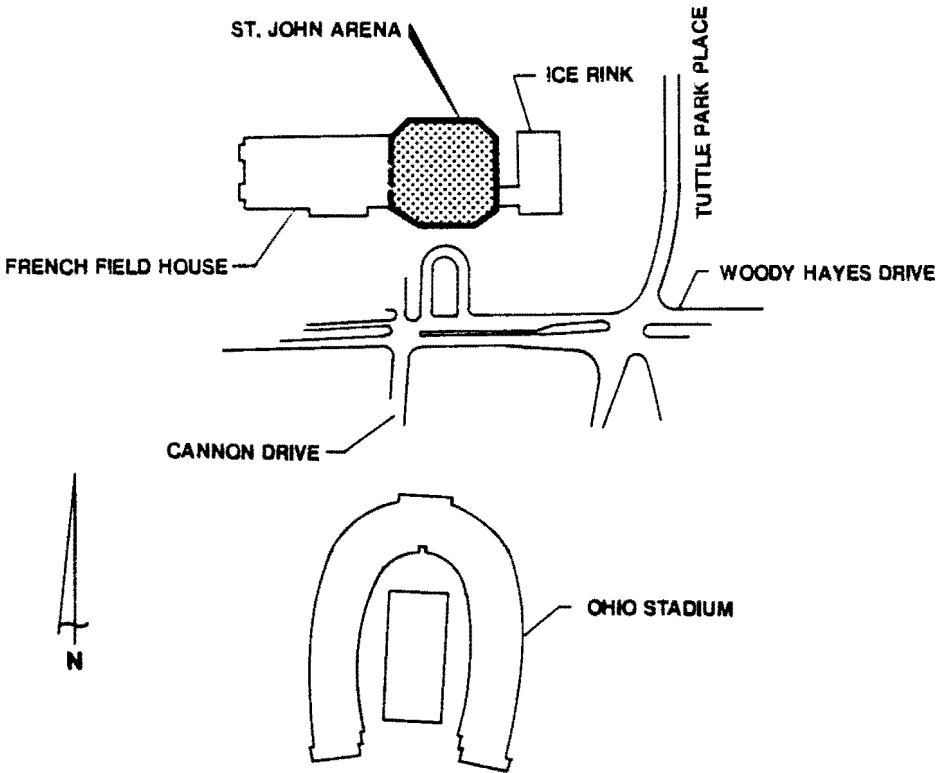 ST. JOHN ARENA
ICE RINK
TUTTLE PARK PLACE
FRENCH FIELD HOUSE
WOODY HAYES DRIVE
CANNON DRIVE
OHIO STADIUM
N